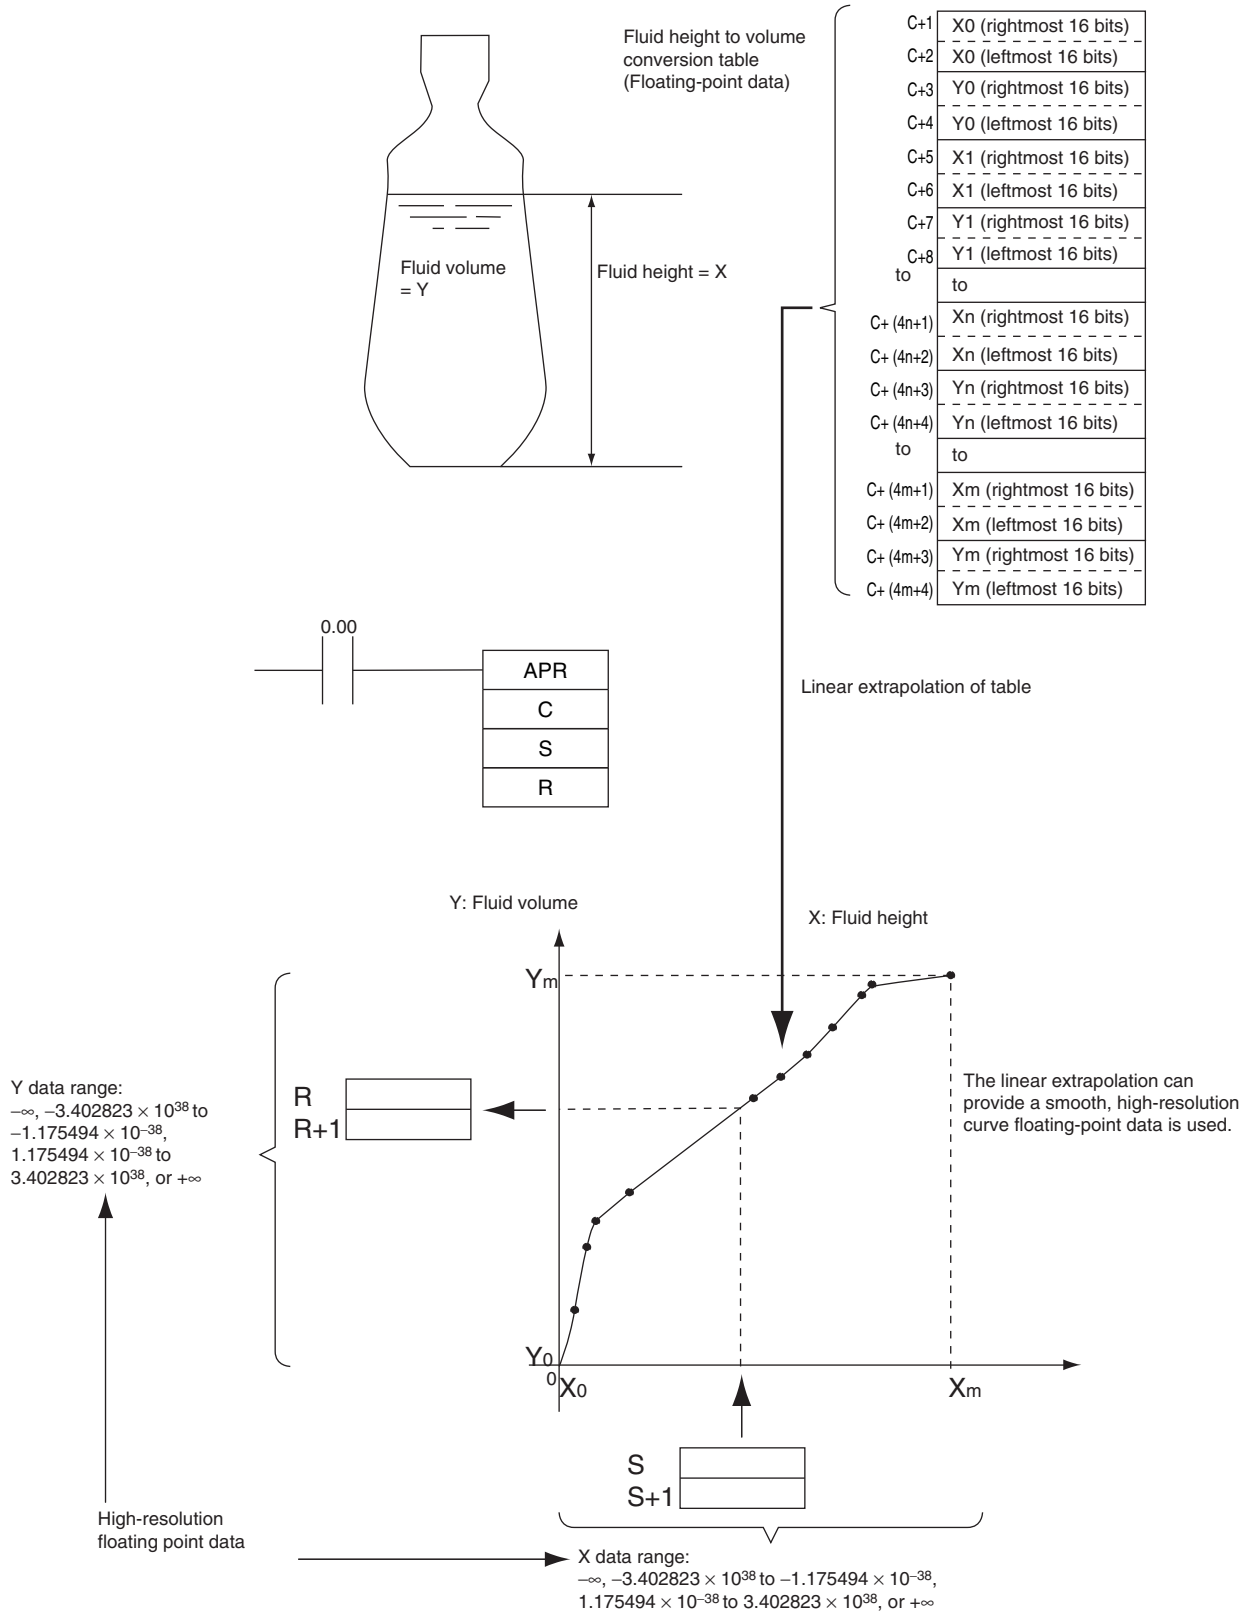 Fluid height to volume
conversion table
(Floating-point data)
C+1 X0 (rightmost 16 bits)
C+2 X0 (leftmost 16 bits)
C+3 Y0 (rightmost 16 bits)
C+4 Y0 (leftmost 16 bits)
C+5 X1 (rightmost 16 bits)
C+6 X1 (leftmost 16 bits)
C+7 Y1 (rightmost 16 bits)
C+8 Y1 (leftmost 16 bits)
to to
C+ (4n+1) Xn (rightmost 16 bits)
C+ (4n+2) Xn (leftmost 16 bits)
C+ (4n+3) Yn (rightmost 16 bits)
C+ (4n+4) Yn (leftmost 16 bits)
to to
C+ (4m+1) Xm (rightmost 16 bits)
C+ (4m+2) Xm (leftmost 16 bits)
C+ (4m+3) Ym (rightmost 16 bits)
C+ (4m+4) Ym (leftmost 16 bits)
Fluid volume
= Y
Fluid height = X
0.00
APR
C
S
R
Linear extrapolation of table
Y: Fluid volume
X: Fluid height
Ym
Y data range:
−∞, −3.402823 × 10³⁸ to
−1.175494 × 10⁻³⁸,
1.175494 × 10⁻³⁸ to
3.402823 × 10³⁸, or +∞
R
R+1
The linear extrapolation can
provide a smooth, high-resolution
curve floating-point data is used.
Y0
0
X0
Xm
S
S+1
High-resolution
floating point data
X data range:
−∞, −3.402823 × 10³⁸ to −1.175494 × 10⁻³⁸,
1.175494 × 10⁻³⁸ to 3.402823 × 10³⁸, or +∞